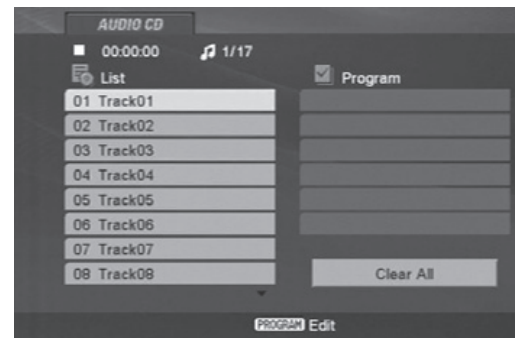 AUDIO CD
00:00:00 1/17
List
Program
01 Track01
02 Track02
03 Track03
04 Track04
05 Track05
06 Track06
07 Track07
08 Track08
Clear All
PROGRAM Edit